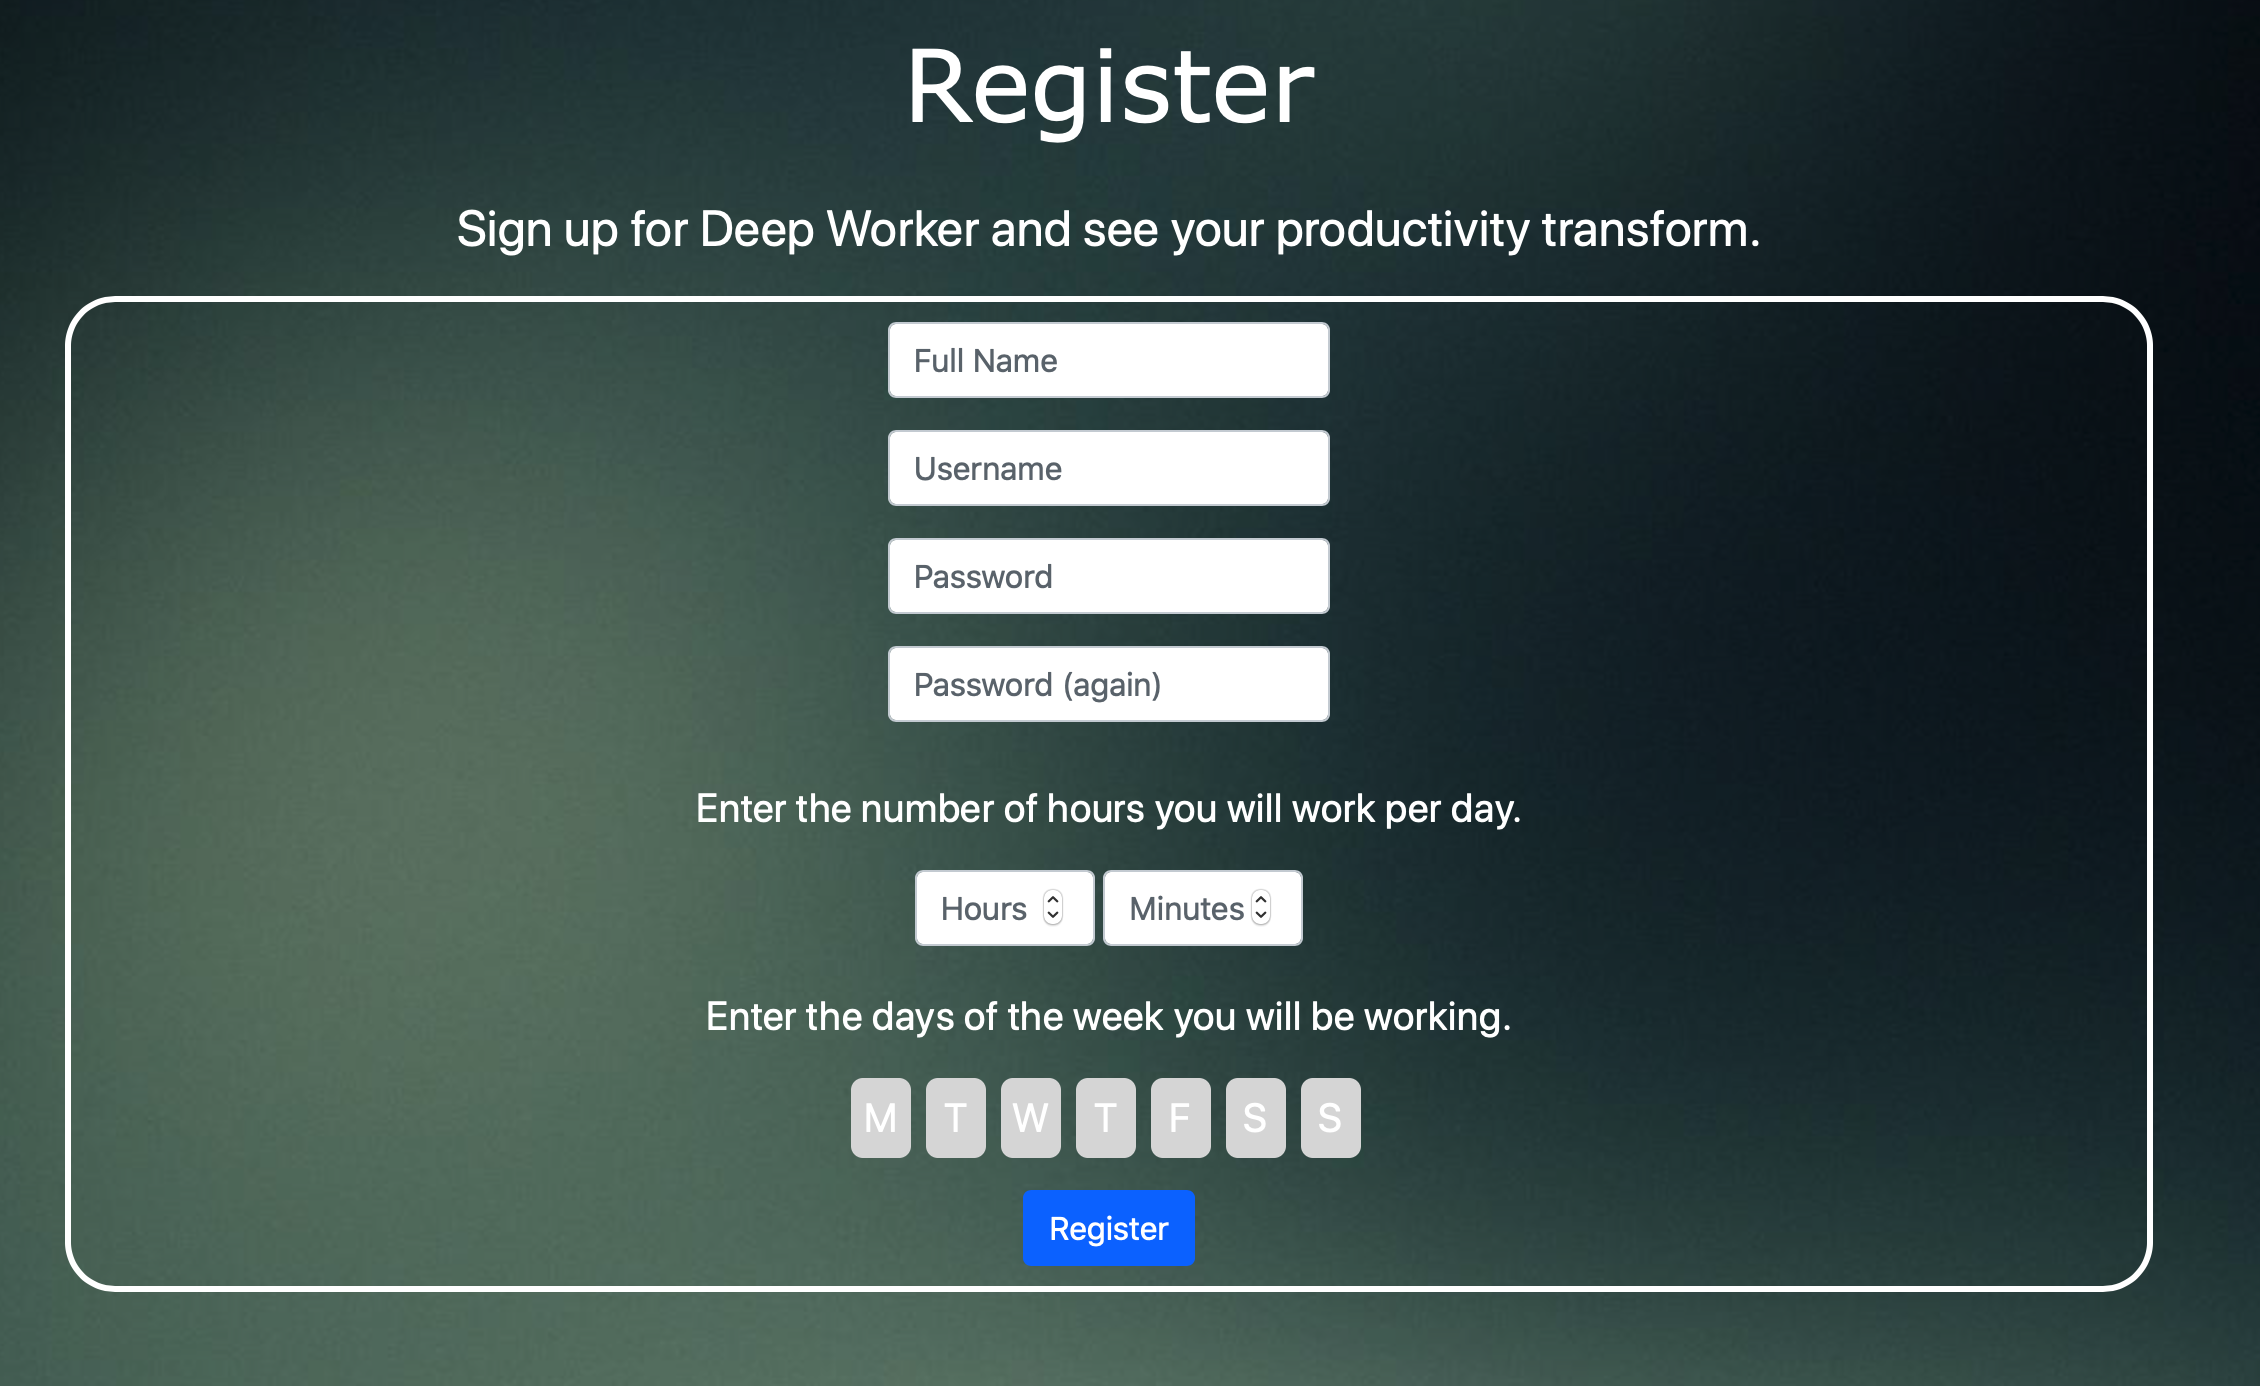 Register
Sign up for Deep Worker and see your productivity transform.
Full Name
Username
Password
Password (again)
Enter the number of hours you will work per day.
Hours Minutes
Enter the days of the week you will be working.
M T W T F S S
Register